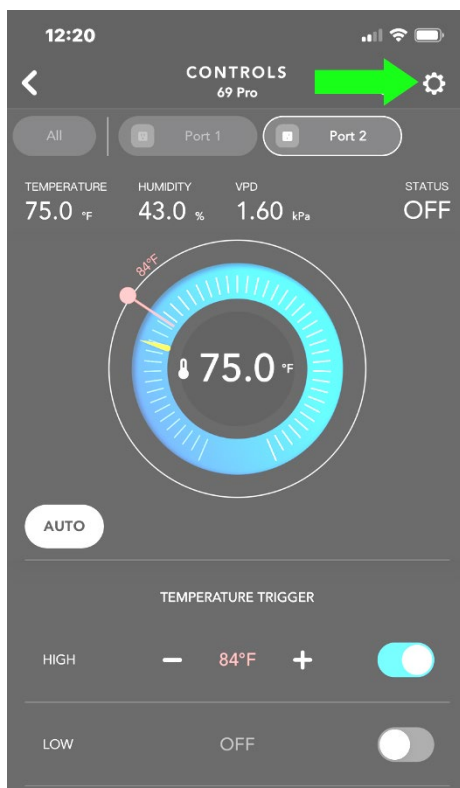 12:20
CONTROLS
69 Pro
All
Port 1
Port 2
TEMPERATURE HUMIDITY VPD STATUS
75.0 °F 43.0 % 1.60 kPa OFF
84°F
75.0 °F
AUTO
TEMPERATURE TRIGGER
HIGH − 84°F +
LOW OFF